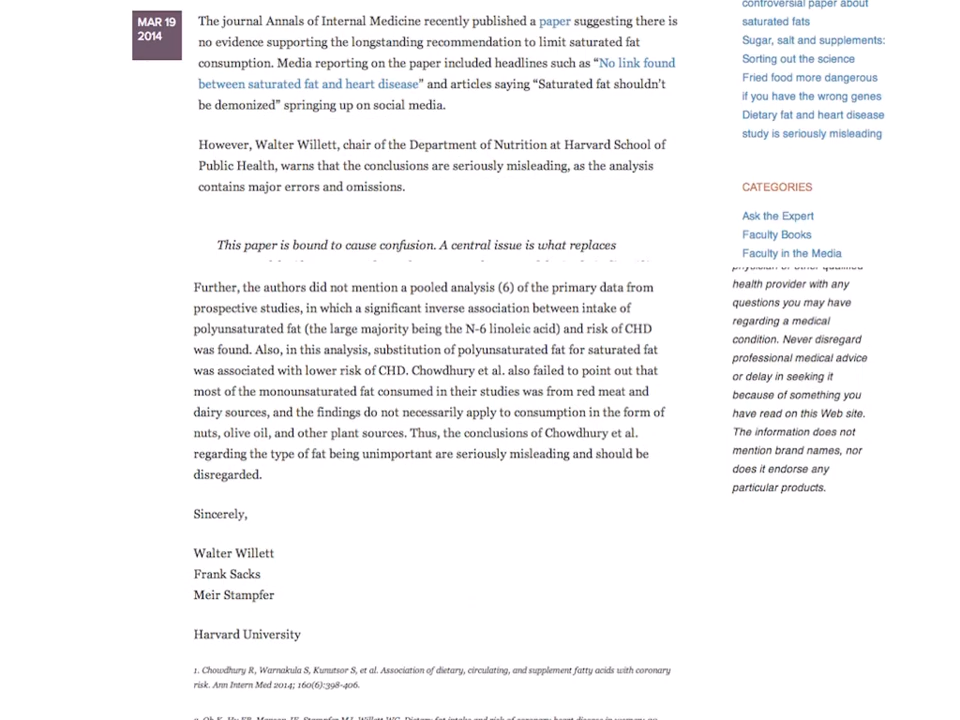 MAR 19
2014
The journal Annals of Internal Medicine recently published a paper suggesting there is
no evidence supporting the longstanding recommendation to limit saturated fat
consumption. Media reporting on the paper included headlines such as “No link found
between saturated fat and heart disease” and articles saying “Saturated fat shouldn’t
be demonized” springing up on social media.
However, Walter Willett, chair of the Department of Nutrition at Harvard School of
Public Health, warns that the conclusions are seriously misleading, as the analysis
contains major errors and omissions.
This paper is bound to cause confusion. A central issue is what replaces
Further, the authors did not mention a pooled analysis (6) of the primary data from
prospective studies, in which a significant inverse association between intake of
polyunsaturated fat (the large majority being the N-6 linoleic acid) and risk of CHD
was found. Also, in this analysis, substitution of polyunsaturated fat for saturated fat
was associated with lower risk of CHD. Chowdhury et al. also failed to point out that
most of the monounsaturated fat consumed in their studies was from red meat and
dairy sources, and the findings do not necessarily apply to consumption in the form of
nuts, olive oil, and other plant sources. Thus, the conclusions of Chowdhury et al.
regarding the type of fat being unimportant are seriously misleading and should be
disregarded.
Sincerely,
Walter Willett
Frank Sacks
Meir Stampfer
Harvard University
1. Chowdhury R, Warnakula S, Kunutsor S, et al. Association of dietary, circulating, and supplement fatty acids with coronary
risk. Ann Intern Med 2014; 160(6):398-406.
controversial paper about
saturated fats
Sugar, salt and supplements:
Sorting out the science
Fried food more dangerous
if you have the wrong genes
Dietary fat and heart disease
study is seriously misleading
CATEGORIES
Ask the Expert
Faculty Books
Faculty in the Media
physician or other qualified
health provider with any
questions you may have
regarding a medical
condition. Never disregard
professional medical advice
or delay in seeking it
because of something you
have read on this Web site.
The information does not
mention brand names, nor
does it endorse any
particular products.